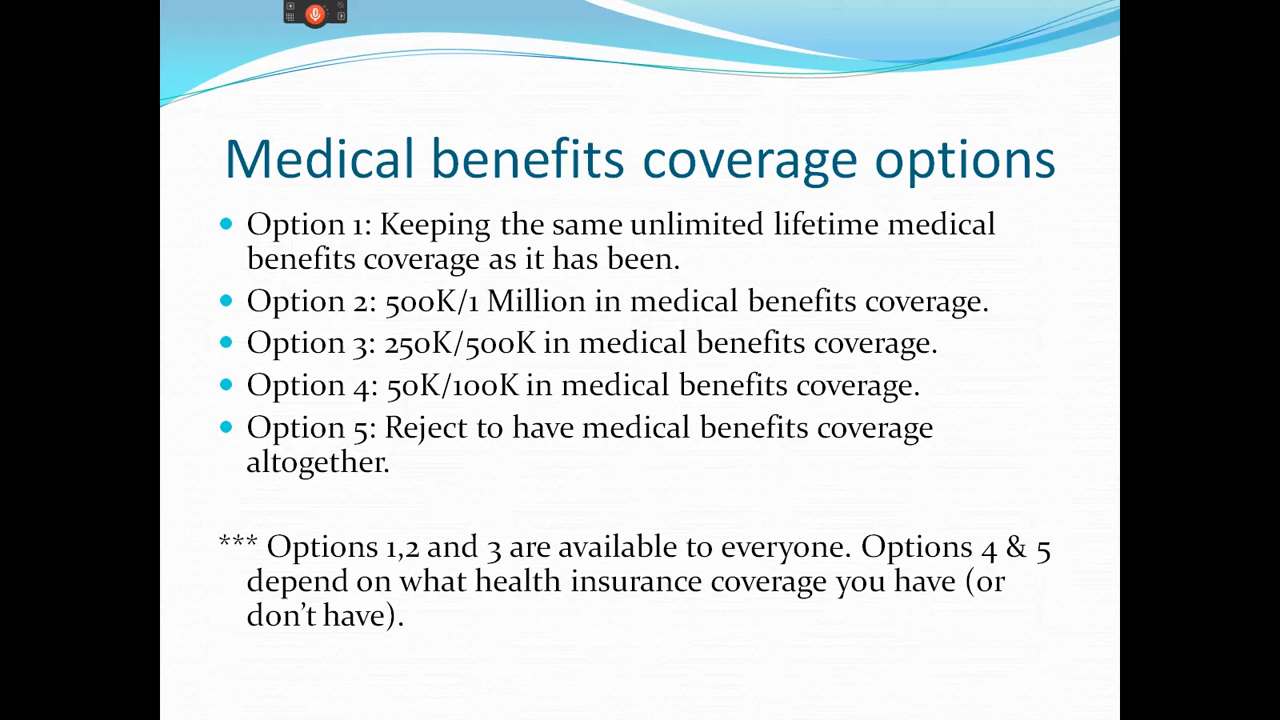 Medical benefits coverage options
Option 1: Keeping the same unlimited lifetime medical
benefits coverage as it has been.
Option 2: 500K/1 Million in medical benefits coverage.
Option 3: 250K/500K in medical benefits coverage.
Option 4: 50K/100K in medical benefits coverage.
Option 5: Reject to have medical benefits coverage
altogether.
*** Options 1,2 and 3 are available to everyone. Options 4 & 5
depend on what health insurance coverage you have (or
don't have).